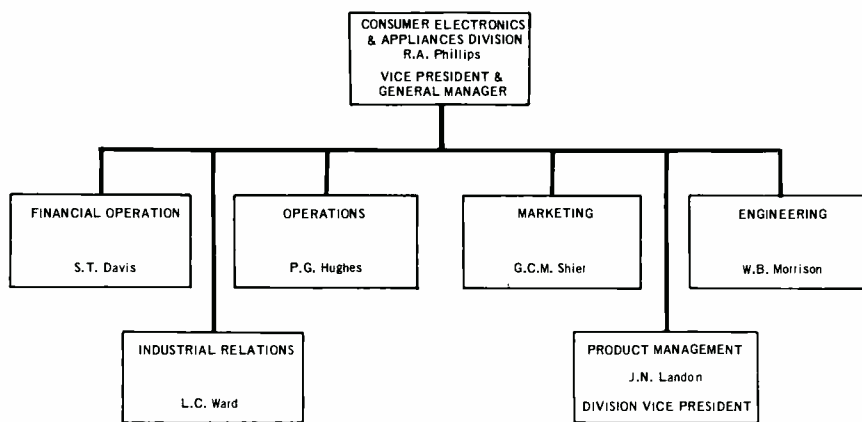 CONSUMER ELECTRONICS
& APPLIANCES DIVISION
R.A. Phillips
VICE PRESIDENT &
GENERAL MANAGER
FINANCIAL OPERATION
S.T. Davis
OPERATIONS
P.G. Hughes
MARKETING
G.C.M. Shier
ENGINEERING
W.B. Morrison
INDUSTRIAL RELATIONS
L.C. Ward
PRODUCT MANAGEMENT
J.N. Landon
DIVISION VICE PRESIDENT